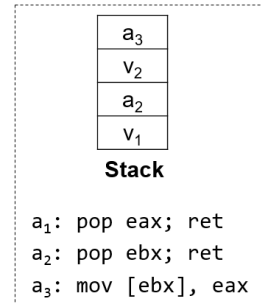 a₃
v₂
a₂
v₁
Stack
a₁: pop eax; ret
a₂: pop ebx; ret
a₃: mov [ebx], eax